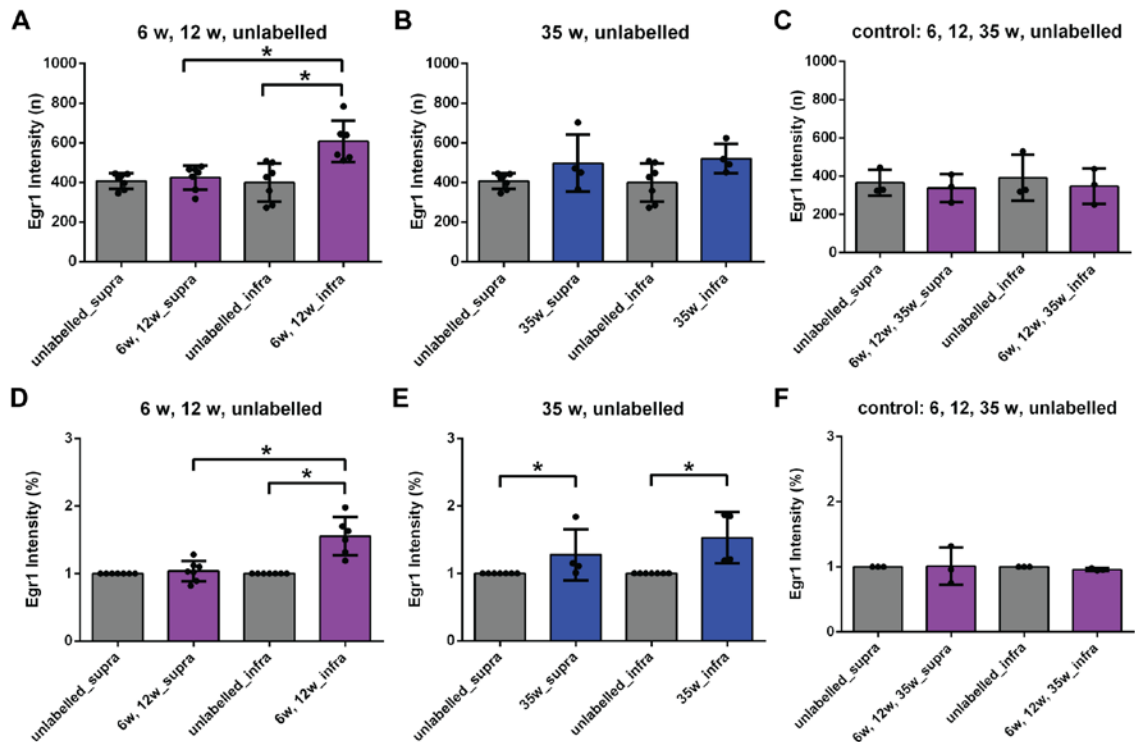 A
6 w, 12 w, unlabelled
Egr1 Intensity (n)
1000
800
600
400
200
0
*
*
unlabelled_supra
6w, 12w_supra
unlabelled_infra
6w, 12w_infra
B
35 w, unlabelled
Egr1 Intensity (n)
1000
800
600
400
200
0
unlabelled_supra
35w_supra
unlabelled_infra
35w_infra
C
control: 6, 12, 35 w, unlabelled
Egr1 Intensity (n)
1000
800
600
400
200
0
unlabelled_supra
6w, 12w, 35w_supra
unlabelled_infra
6w, 12w, 35w_infra
D
6 w, 12 w, unlabelled
Egr1 Intensity (%)
3
2
1
0
*
*
unlabelled_supra
6w, 12w_supra
unlabelled_infra
6w, 12w_infra
E
35 w, unlabelled
Egr1 Intensity (%)
3
2
1
0
*
*
unlabelled_supra
35w_supra
unlabelled_infra
35w_infra
F
control: 6, 12, 35 w, unlabelled
Egr1 Intensity (%)
3
2
1
0
unlabelled_supra
6w, 12w, 35w_supra
unlabelled_infra
6w, 12w, 35w_infra